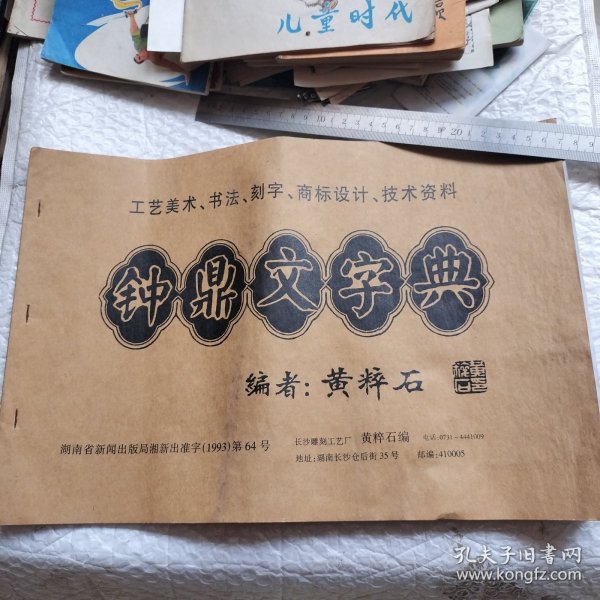 儿童时代
工艺美术、书法、刻字、商标设计、技术资料
钟鼎文字典
编者：黄粹石
湖南省新闻出版局湘新出准字(1993)第64号
长沙雕刻工艺厂 黄粹石编 电话：0731-4441009
地址：湖南长沙仓后街35号 邮编：410005
孔夫子旧书网
www.kongfz.com